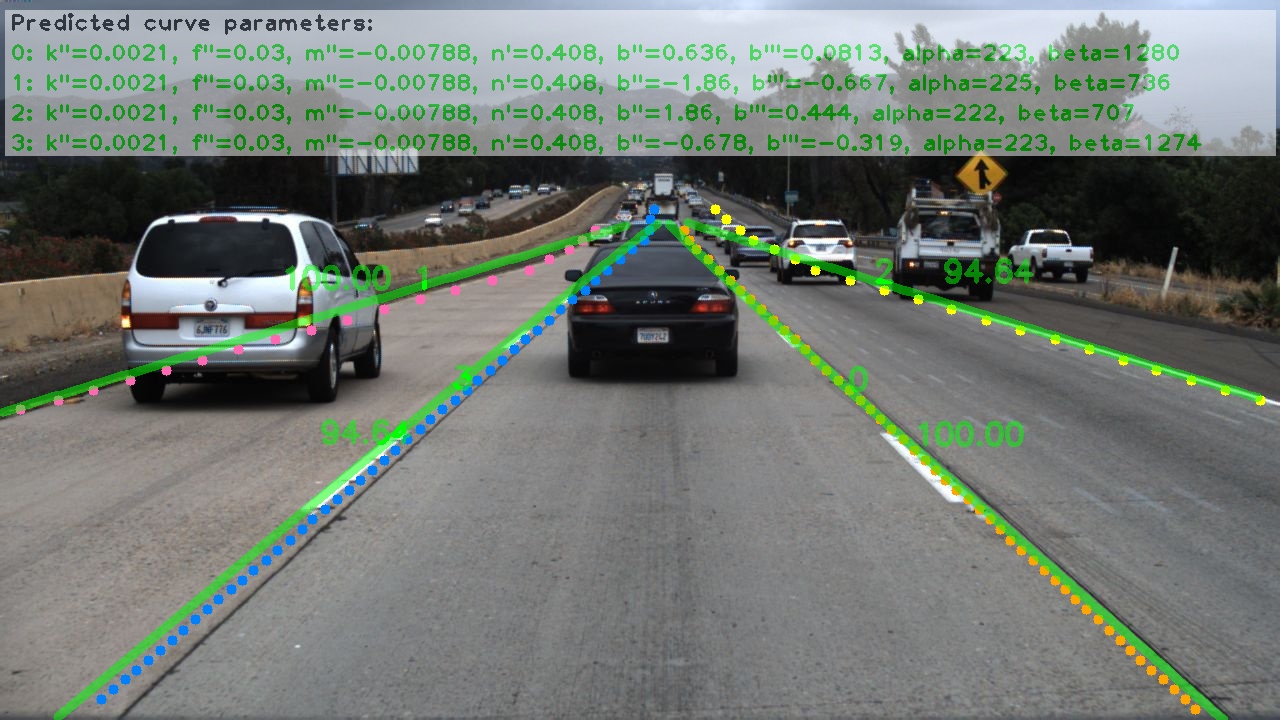 Predicted curve parameters:
0: k''=0.0021, f''=0.03, m''=-0.00788, n'=0.408, b''=0.636, b'''=0.0813, alpha=223, beta=1280
1: k''=0.0021, f''=0.03, m''=-0.00788, n'=0.408, b''=-1.86, b'''=-0.667, alpha=225, beta=736
2: k''=0.0021, f''=0.03, m''=-0.00788, n'=0.408, b''=1.86, b'''=0.444, alpha=222, beta=707
3: k''=0.0021, f''=0.03, m''=-0.00788, n'=0.408, b''=-0.678, b'''=-0.319, alpha=223, beta=1274
100.00 1
2 94.64
0
94.64
100.00